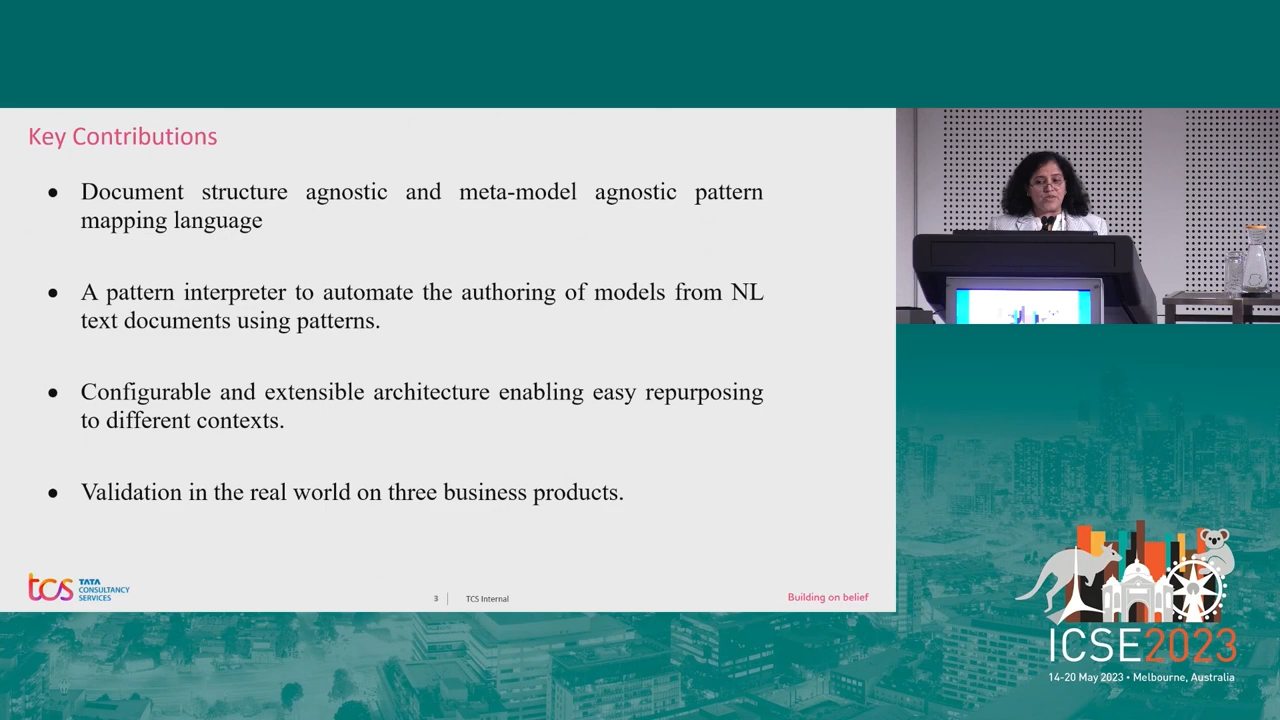 Key Contributions
● Document structure agnostic and meta-model agnostic pattern
mapping language
● A pattern interpreter to automate the authoring of models from NL
text documents using patterns.
● Configurable and extensible architecture enabling easy repurposing
to different contexts.
● Validation in the real world on three business products.
tcs TATA
CONSULTANCY
SERVICES
3 TCS Internal
Building on belief
ICSE2023
14-20 May 2023 • Melbourne, Australia